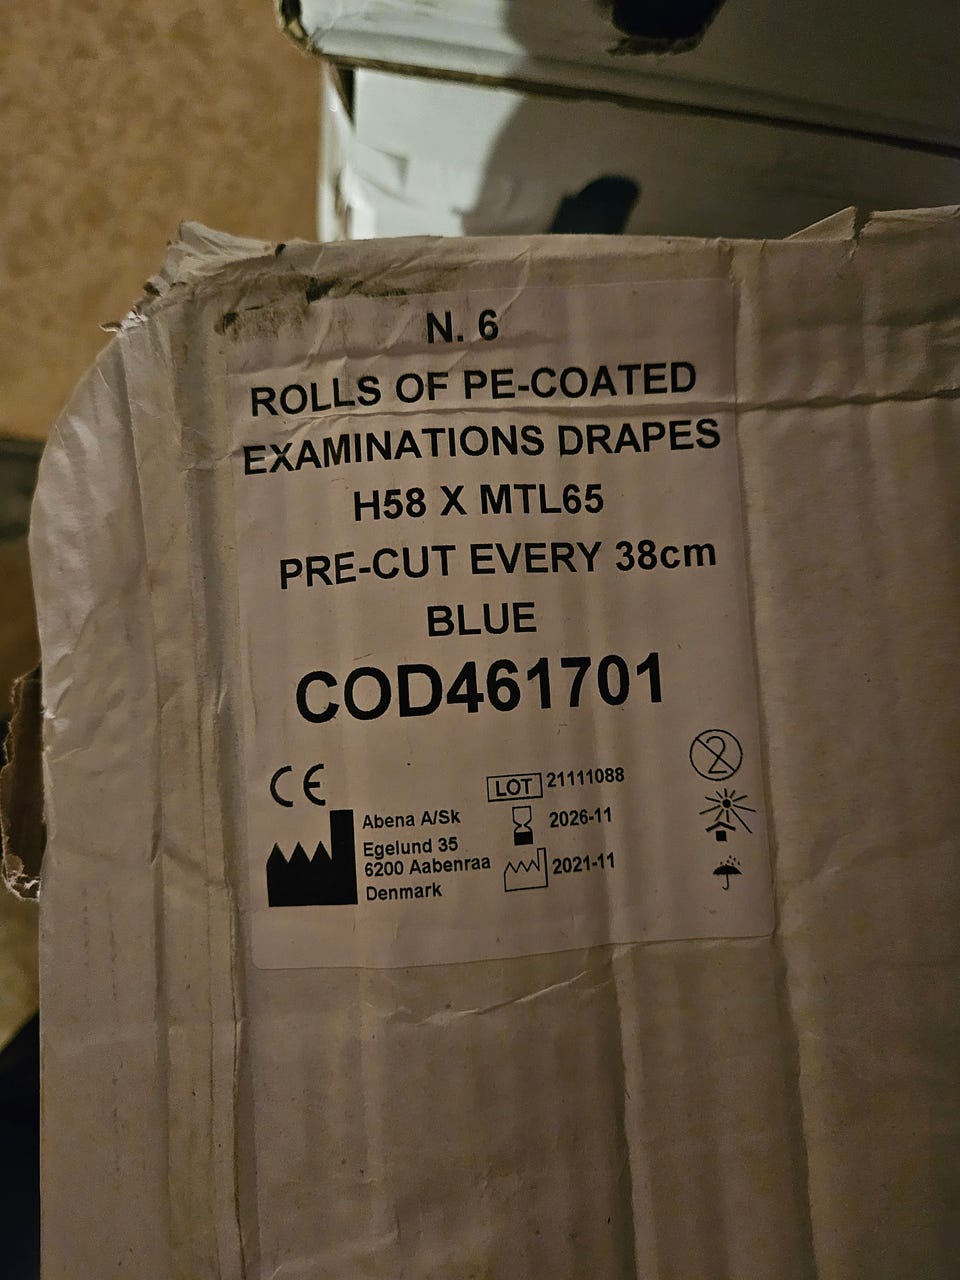 N. 6
ROLLS OF PE-COATED
EXAMINATIONS DRAPES
H58 X MTL65
PRE-CUT EVERY 38cm
BLUE
COD461701
CE
Abena A/Sk
Egelund 35
6200 Aabenraa
Denmark
LOT 21111088
2026-11
2021-11
2